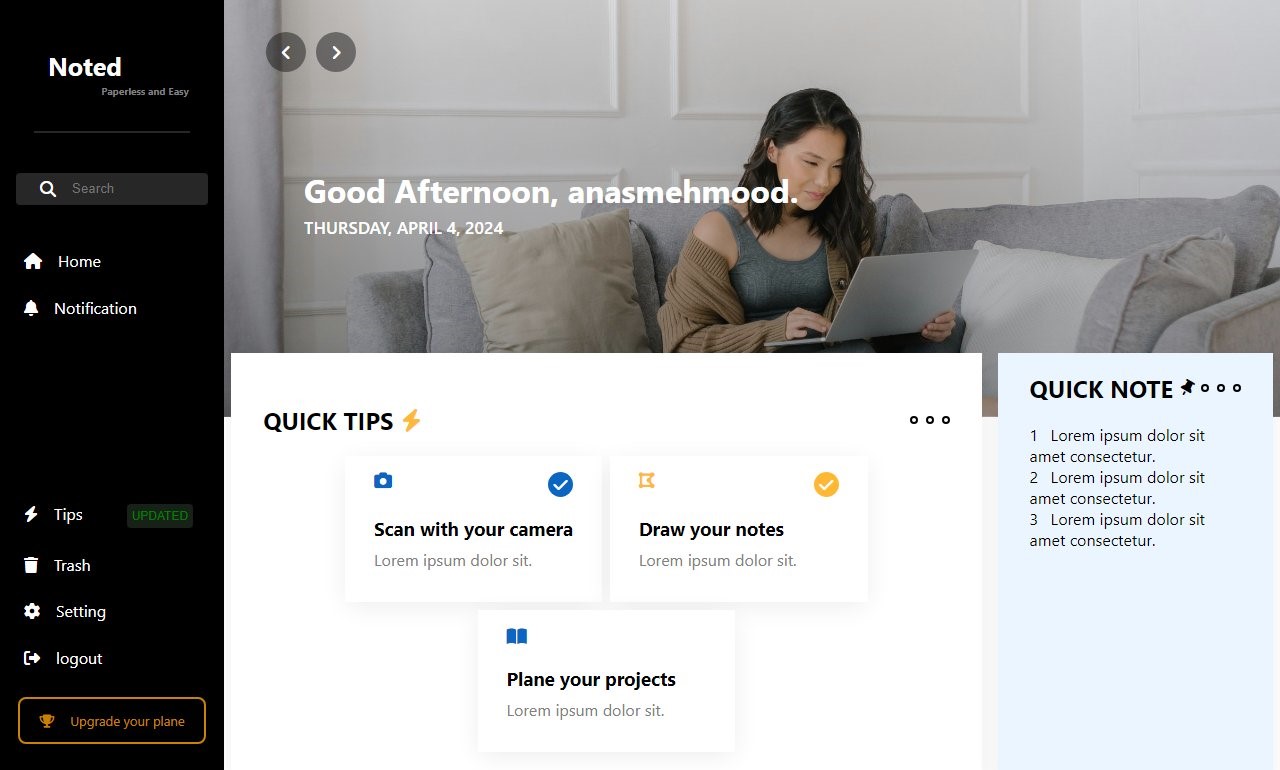 Noted
Paperless and Easy
Search
Home
Notification
Tips UPDATED
Trash
Setting
logout
Upgrade your plane
Good Afternoon, anasmehmood.
THURSDAY, APRIL 4, 2024
QUICK TIPS
Scan with your camera
Lorem ipsum dolor sit.
Draw your notes
Lorem ipsum dolor sit.
Plane your projects
Lorem ipsum dolor sit.
QUICK NOTE
1 Lorem ipsum dolor sit
amet consectetur.
2 Lorem ipsum dolor sit
amet consectetur.
3 Lorem ipsum dolor sit
amet consectetur.